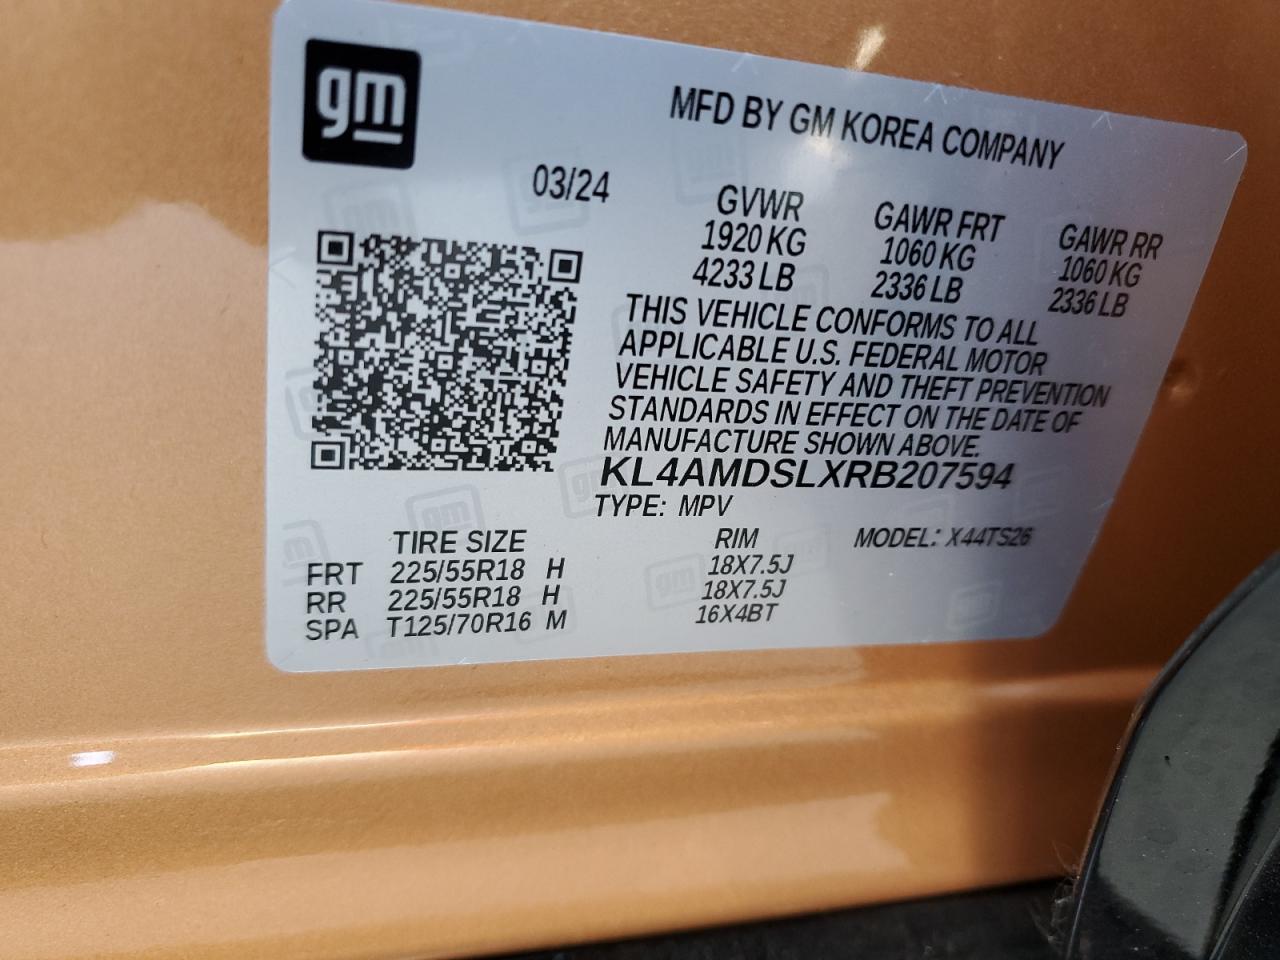 gm
MFD BY GM KOREA COMPANY
03/24
GVWR GAWR FRT GAWR RR
1920 KG 1060 KG 1060 KG
4233 LB 2336 LB 2336 LB
THIS VEHICLE CONFORMS TO ALL
APPLICABLE U.S. FEDERAL MOTOR
VEHICLE SAFETY AND THEFT PREVENTION
STANDARDS IN EFFECT ON THE DATE OF
MANUFACTURE SHOWN ABOVE.
KL4AMDSLXRB207594
TYPE: MPV
TIRE SIZE RIM MODEL: X44TS26
FRT 225/55R18 H 18X7.5J
RR 225/55R18 H 18X7.5J
SPA T125/70R16 M 16X4BT